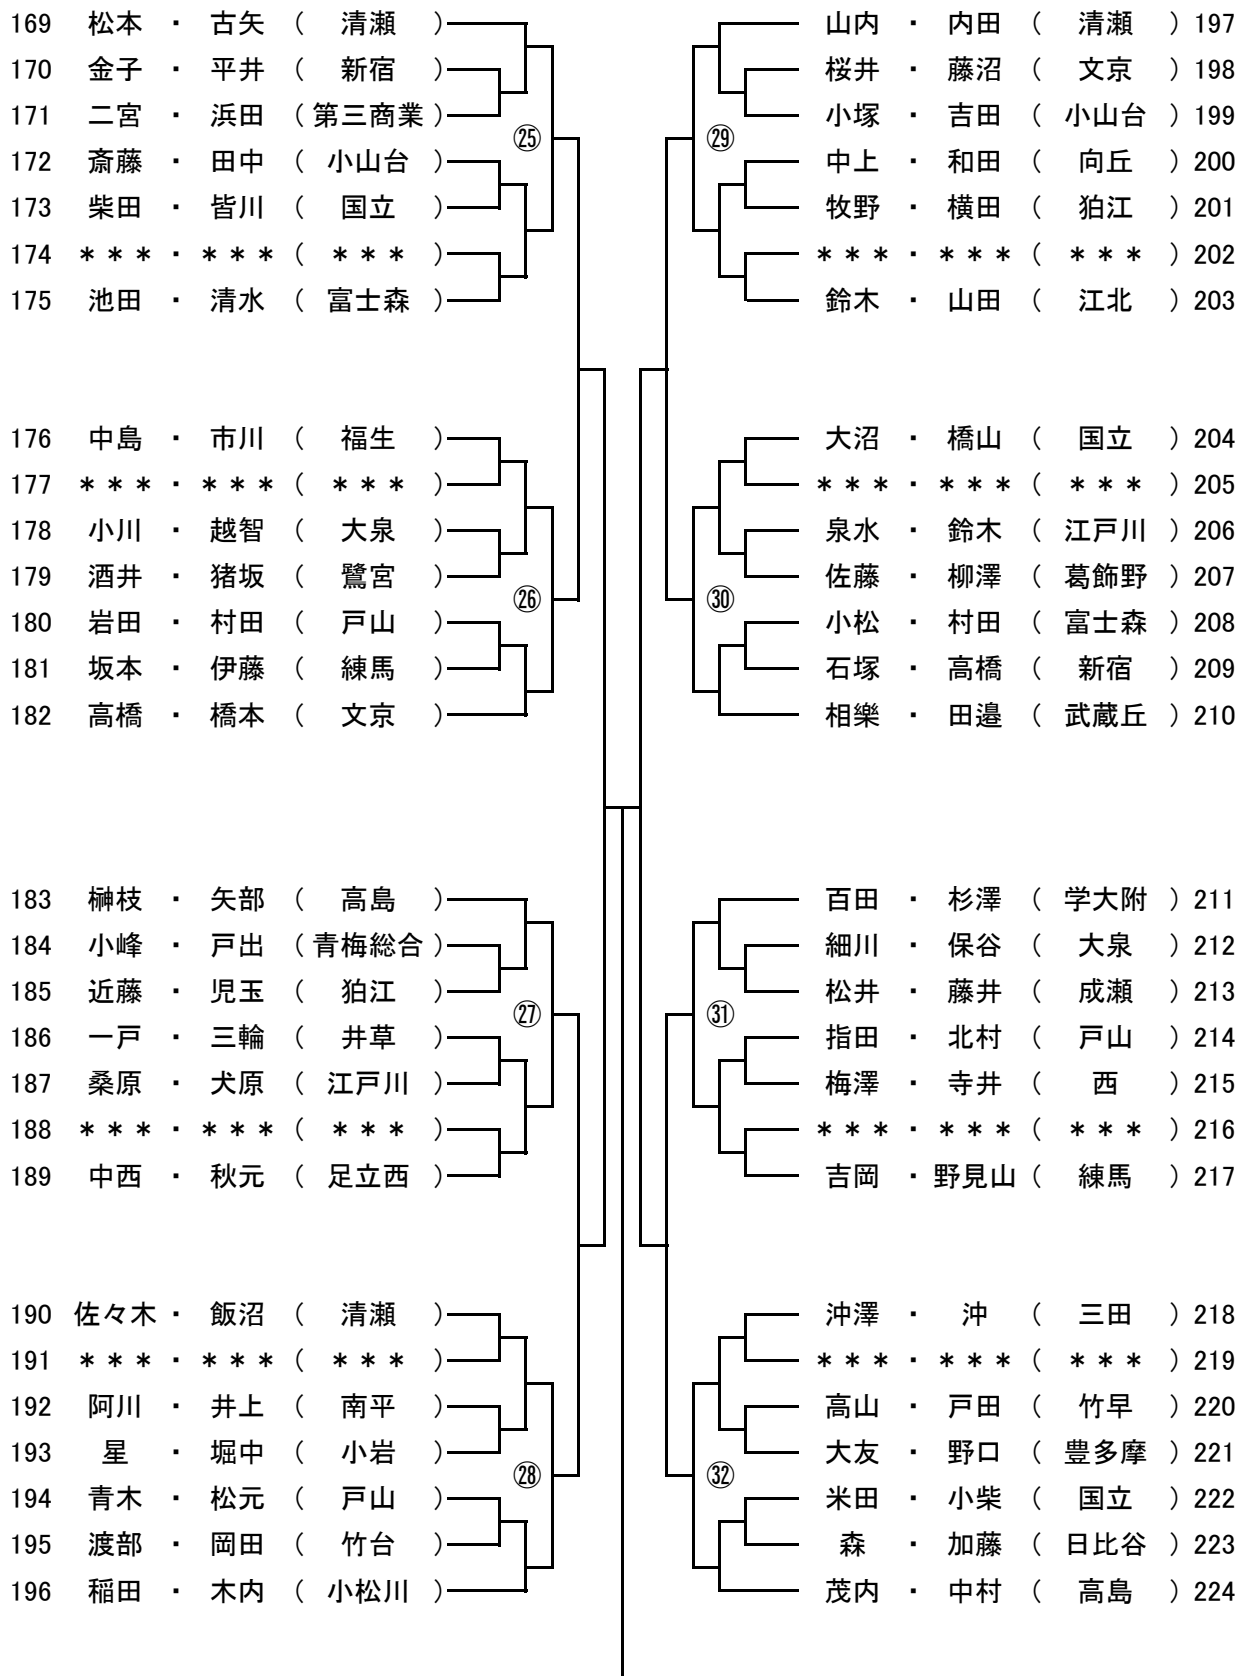 169 松本 ・ 古矢 ( 清瀬 )
170 金子 ・ 平井 ( 新宿 )
171 二宮 ・ 浜田 ( 第三商業 )
㉕
172 斎藤 ・ 田中 ( 小山台 )
173 柴田 ・ 皆川 ( 国立 )
174 *** ・ *** ( *** )
175 池田 ・ 清水 ( 富士森 )
176 中島 ・ 市川 ( 福生 )
177 *** ・ *** ( *** )
178 小川 ・ 越智 ( 大泉 )
179 酒井 ・ 猪坂 ( 鷺宮 )
㉖
180 岩田 ・ 村田 ( 戸山 )
181 坂本 ・ 伊藤 ( 練馬 )
182 高橋 ・ 橋本 ( 文京 )
183 榊枝 ・ 矢部 ( 高島 )
184 小峰 ・ 戸出 ( 青梅総合 )
185 近藤 ・ 児玉 ( 狛江 )
㉗
186 一戸 ・ 三輪 ( 井草 )
187 桑原 ・ 犬原 ( 江戸川 )
188 *** ・ *** ( *** )
189 中西 ・ 秋元 ( 足立西 )
190 佐々木 ・ 飯沼 ( 清瀬 )
191 *** ・ *** ( *** )
192 阿川 ・ 井上 ( 南平 )
193 星 ・ 堀中 ( 小岩 )
㉘
194 青木 ・ 松元 ( 戸山 )
195 渡部 ・ 岡田 ( 竹台 )
196 稲田 ・ 木内 ( 小松川 )
山内 ・ 内田 ( 清瀬 ) 197
桜井 ・ 藤沼 ( 文京 ) 198
小塚 ・ 吉田 ( 小山台 ) 199
㉙
中上 ・ 和田 ( 向丘 ) 200
牧野 ・ 横田 ( 狛江 ) 201
*** ・ *** ( *** ) 202
鈴木 ・ 山田 ( 江北 ) 203
大沼 ・ 橋山 ( 国立 ) 204
*** ・ *** ( *** ) 205
泉水 ・ 鈴木 ( 江戸川 ) 206
佐藤 ・ 柳澤 ( 葛飾野 ) 207
㉚
小松 ・ 村田 ( 富士森 ) 208
石塚 ・ 高橋 ( 新宿 ) 209
相樂 ・ 田邉 ( 武蔵丘 ) 210
百田 ・ 杉澤 ( 学大附 ) 211
細川 ・ 保谷 ( 大泉 ) 212
松井 ・ 藤井 ( 成瀬 ) 213
㉛
指田 ・ 北村 ( 戸山 ) 214
梅澤 ・ 寺井 ( 西 ) 215
*** ・ *** ( *** ) 216
吉岡 ・ 野見山 ( 練馬 ) 217
沖澤 ・ 沖 ( 三田 ) 218
*** ・ *** ( *** ) 219
高山 ・ 戸田 ( 竹早 ) 220
大友 ・ 野口 ( 豊多摩 ) 221
㉜
米田 ・ 小柴 ( 国立 ) 222
森 ・ 加藤 ( 日比谷 ) 223
茂内 ・ 中村 ( 高島 ) 224